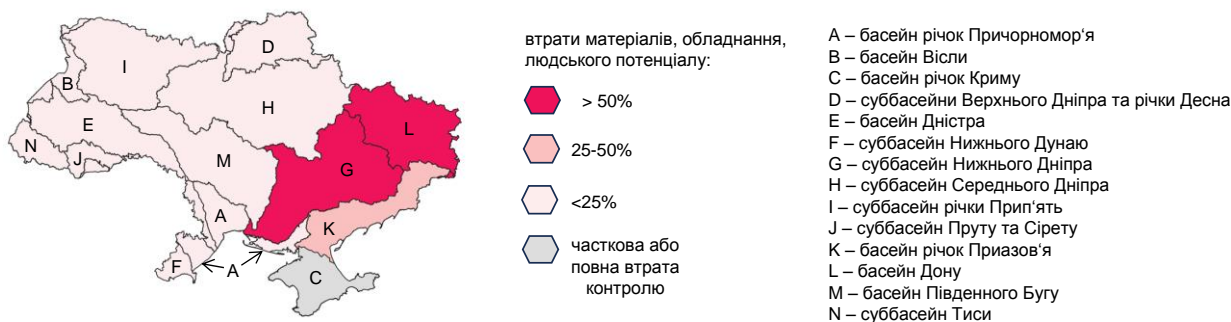 D
I
B
H
L
E
N
J
M
G
A
K
F
A
C
втрати матеріалів, обладнання,
людського потенціалу:
> 50%
25-50%
<25%
часткова або
повна втрата
контролю
A – басейн річок Причорномор‘я
B – басейн Вісли
C – басейн річок Криму
D – суббасейни Верхнього Дніпра та річки Десна
E – басейн Дністра
F – суббасейн Нижнього Дунаю
G – суббасейн Нижнього Дніпра
H – суббасейн Середнього Дніпра
I – суббасейн річки Прип‘ять
J – суббасейн Пруту та Сірету
K – басейн річок Приазов‘я
L – басейн Дону
M – басейн Південного Бугу
N – суббасейн Тиси